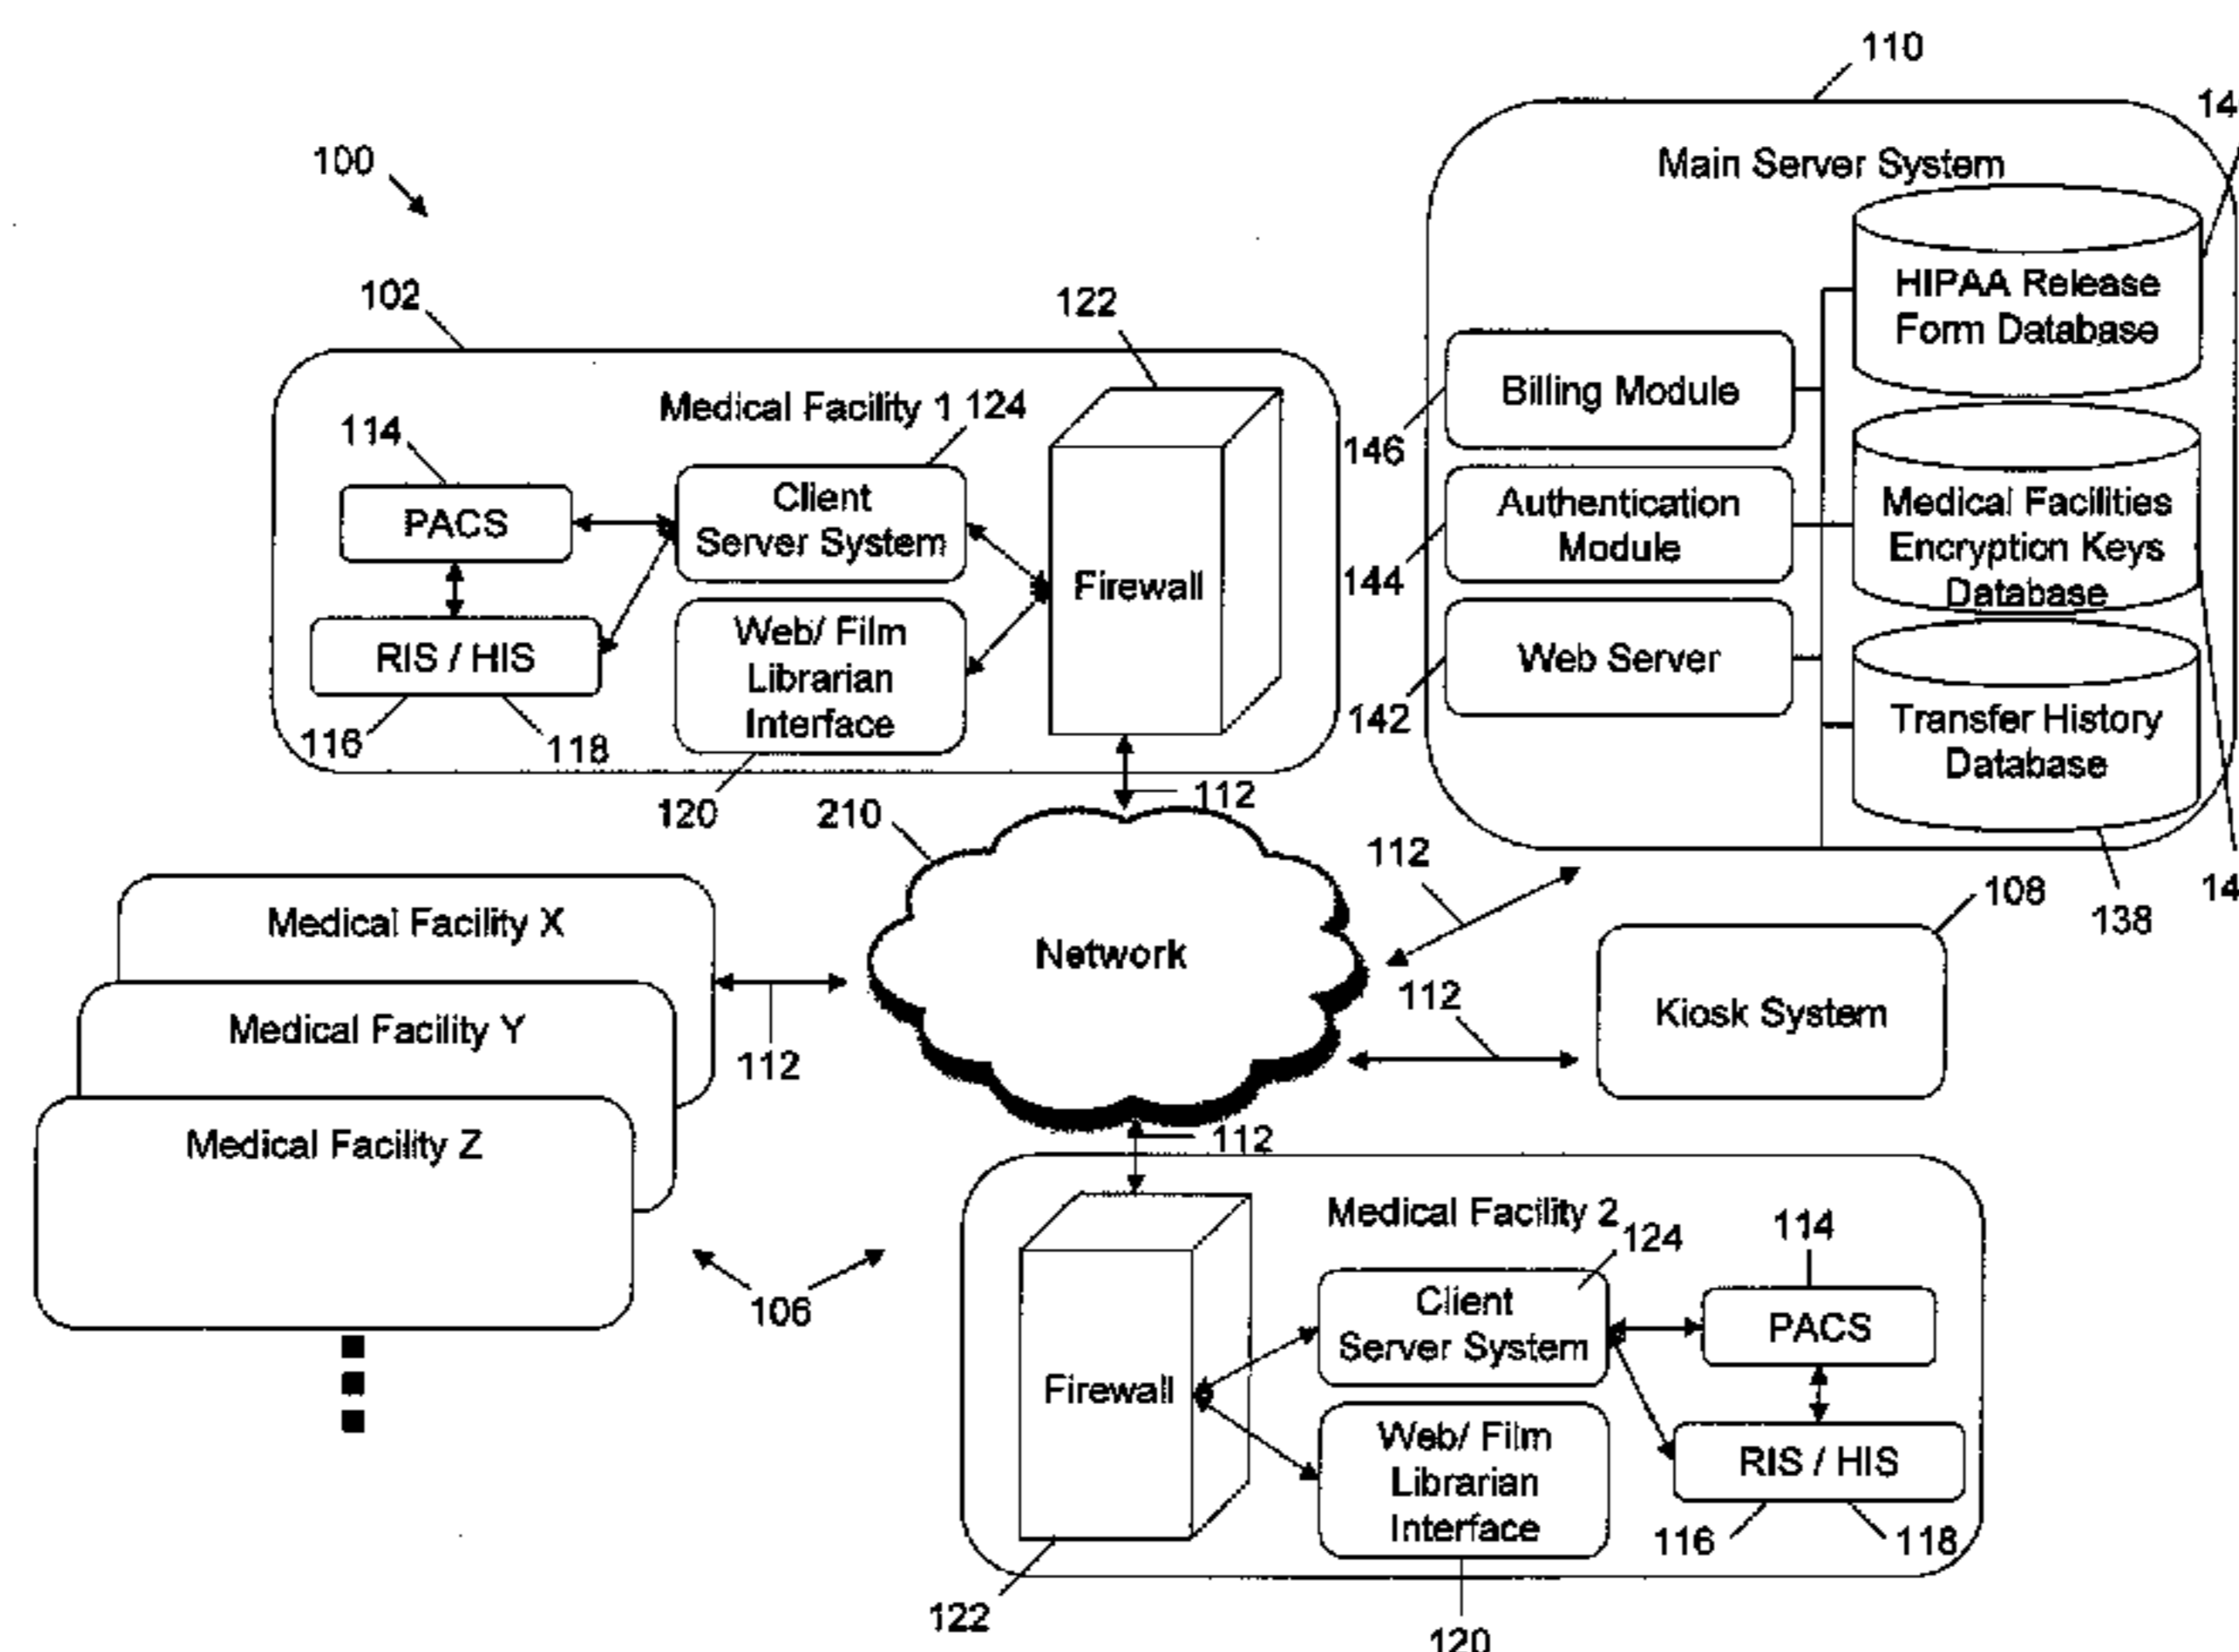 110
14
100
Main Server System
HIPAA Release
Form Database
102
122
Billing Module
146
Medical Facility 1
124
114
Client
Server System
PACS
Firewall
Authentication
Module
144
Medical Facilities
Encryption Keys
Database
RIS / HIS
Web/ Film
Librarian
Interface
Web Server
142
Transfer History
Database
116
118
120
112
210
112
14
138
108
Medical Facility X
Network
112
Kiosk System
Medical Facility Y
112
Medical Facility Z
112
106
Medical Facility 2
124
114
Client
Server System
PACS
Firewall
Web/ Film
Librarian
Interface
RIS / HIS
116
118
122
120